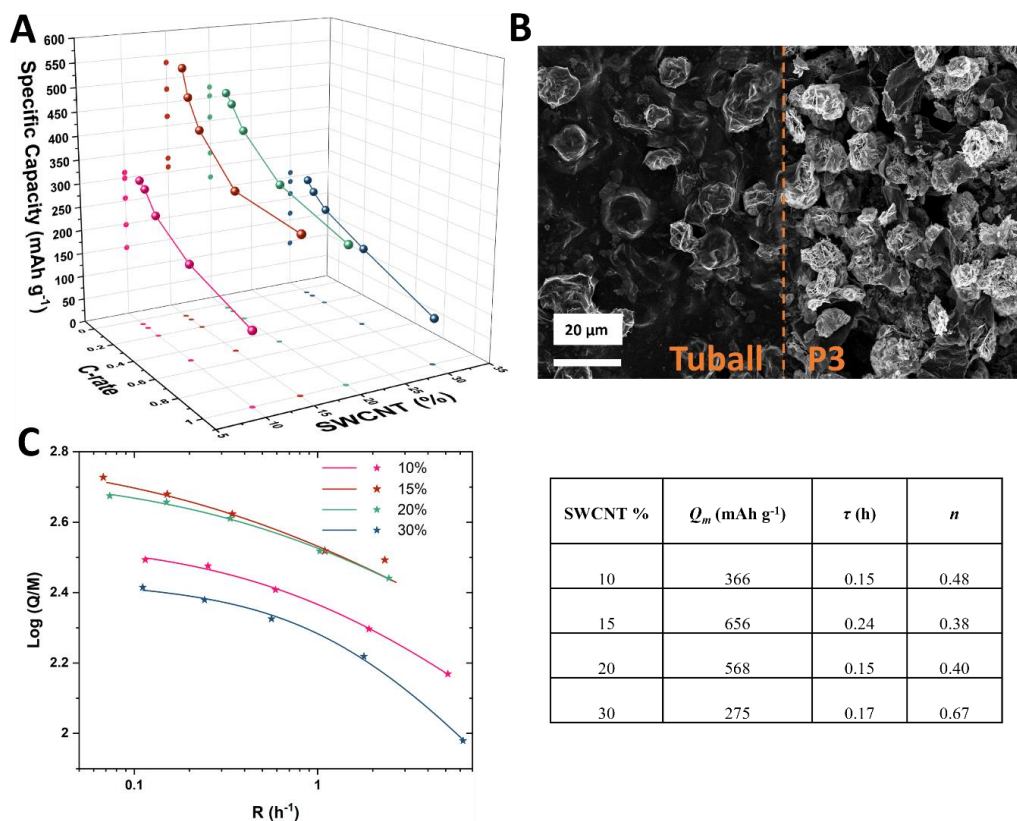 A
Specific Capacity (mAh g⁻¹)
600
550
500
450
400
350
300
250
200
150
100
50
0
C-rate
0
0.2
0.4
0.6
0.8
1
SWCNT (%)
5
10
15
20
25
30
35
B
20 µm
Tuball
P3
C
Log (Q/M)
2.8
2.6
2.4
2.2
2
10%
15%
20%
30%
0.1
1
R (h⁻¹)
SWCNT % Qm (mAh g⁻¹) τ (h) n
10 366 0.15 0.48
15 656 0.24 0.38
20 568 0.15 0.40
30 275 0.17 0.67